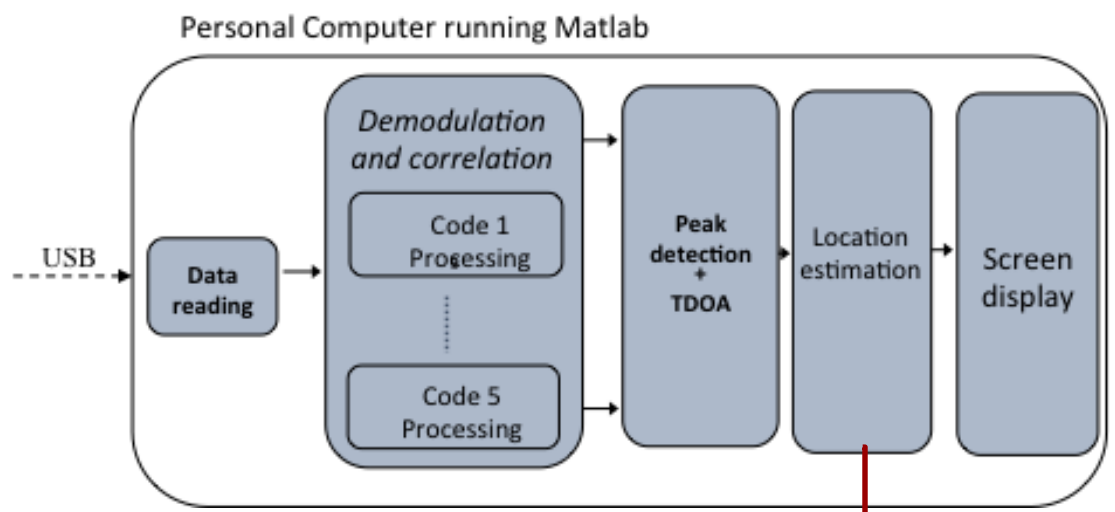 Personal Computer running Matlab
USB
Data
reading
Demodulation
and correlation
Code 1
Processing
Code 5
Processing
Peak
detection
+
TDOA
Location
estimation
Screen
display